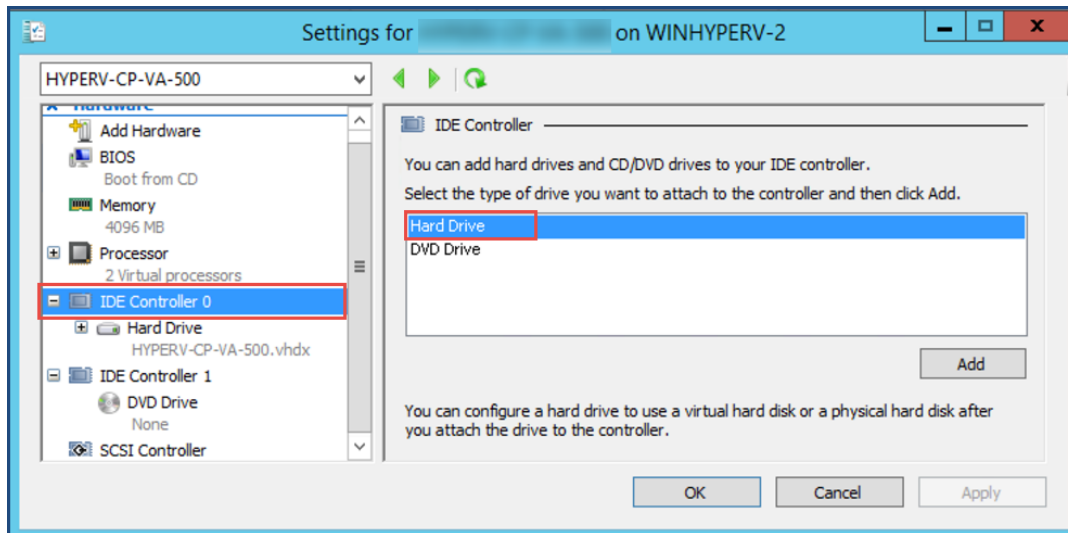 Settings for on WINHYPERV-2
x
HYPERV-CP-VA-500
Hardware
Add Hardware
BIOS
Boot from CD
Memory
4096 MB
Processor
2 Virtual processors
IDE Controller 0
Hard Drive
HYPERV-CP-VA-500.vhdx
IDE Controller 1
DVD Drive
None
SCSI Controller
IDE Controller
You can add hard drives and CD/DVD drives to your IDE controller.
Select the type of drive you want to attach to the controller and then click Add.
Hard Drive
DVD Drive
Add
You can configure a hard drive to use a virtual hard disk or a physical hard disk after
you attach the drive to the controller.
OK
Cancel
Apply